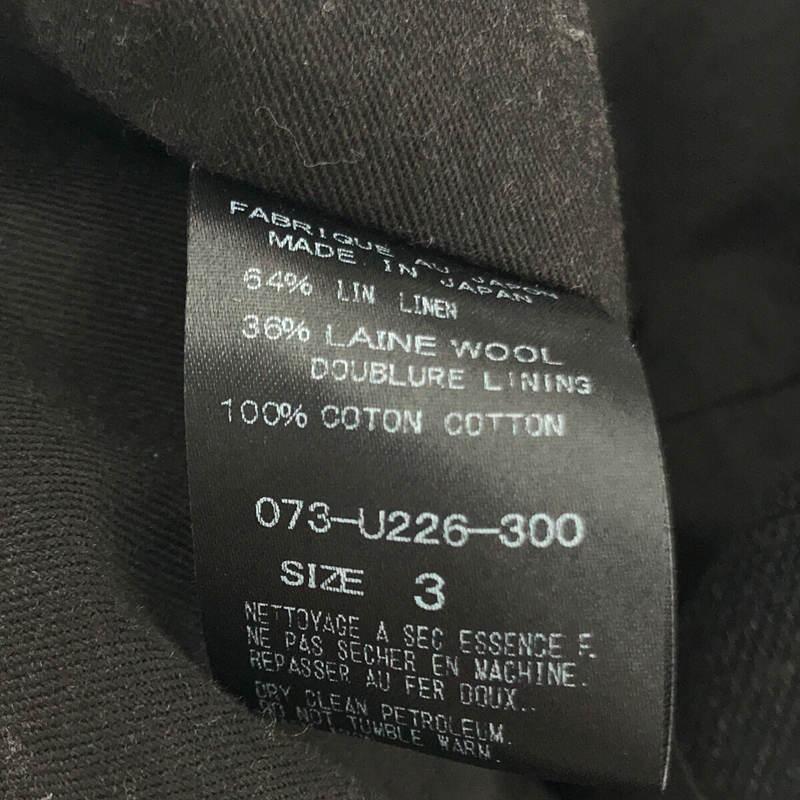 FABRIQUE AU JAPON
MADE IN JAPAN
64% LIN LINEN
36% LAINE WOOL
DOUBLURE LINING
100% COTON COTTON
073-U226-300
SIZE 3
NETTOYAGE A SEC ESSENCE F.
NE PAS SECHER EN MACHINE.
REPASSER AU FER DOUX..
DRY CLEAN PETROLEUM.
DO NOT TUMBLE WARM.